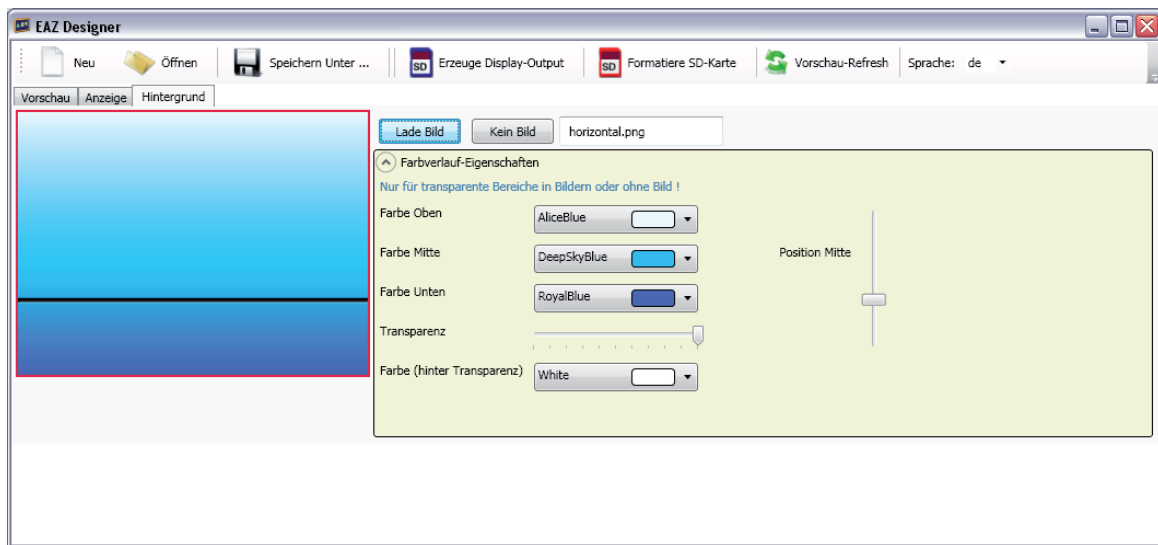 EAZ Designer
Neu Öffnen Speichern Unter ... SD Erzeuge Display-Output SD Formatiere SD-Karte Vorschau-Refresh Sprache: de
Vorschau Anzeige Hintergrund
Lade Bild Kein Bild horizontal.png
Farbverlauf-Eigenschaften
Nur für transparente Bereiche in Bildern oder ohne Bild !
Farbe Oben AliceBlue
Farbe Mitte DeepSkyBlue Position Mitte
Farbe Unten RoyalBlue
Transparenz
Farbe (hinter Transparenz) White